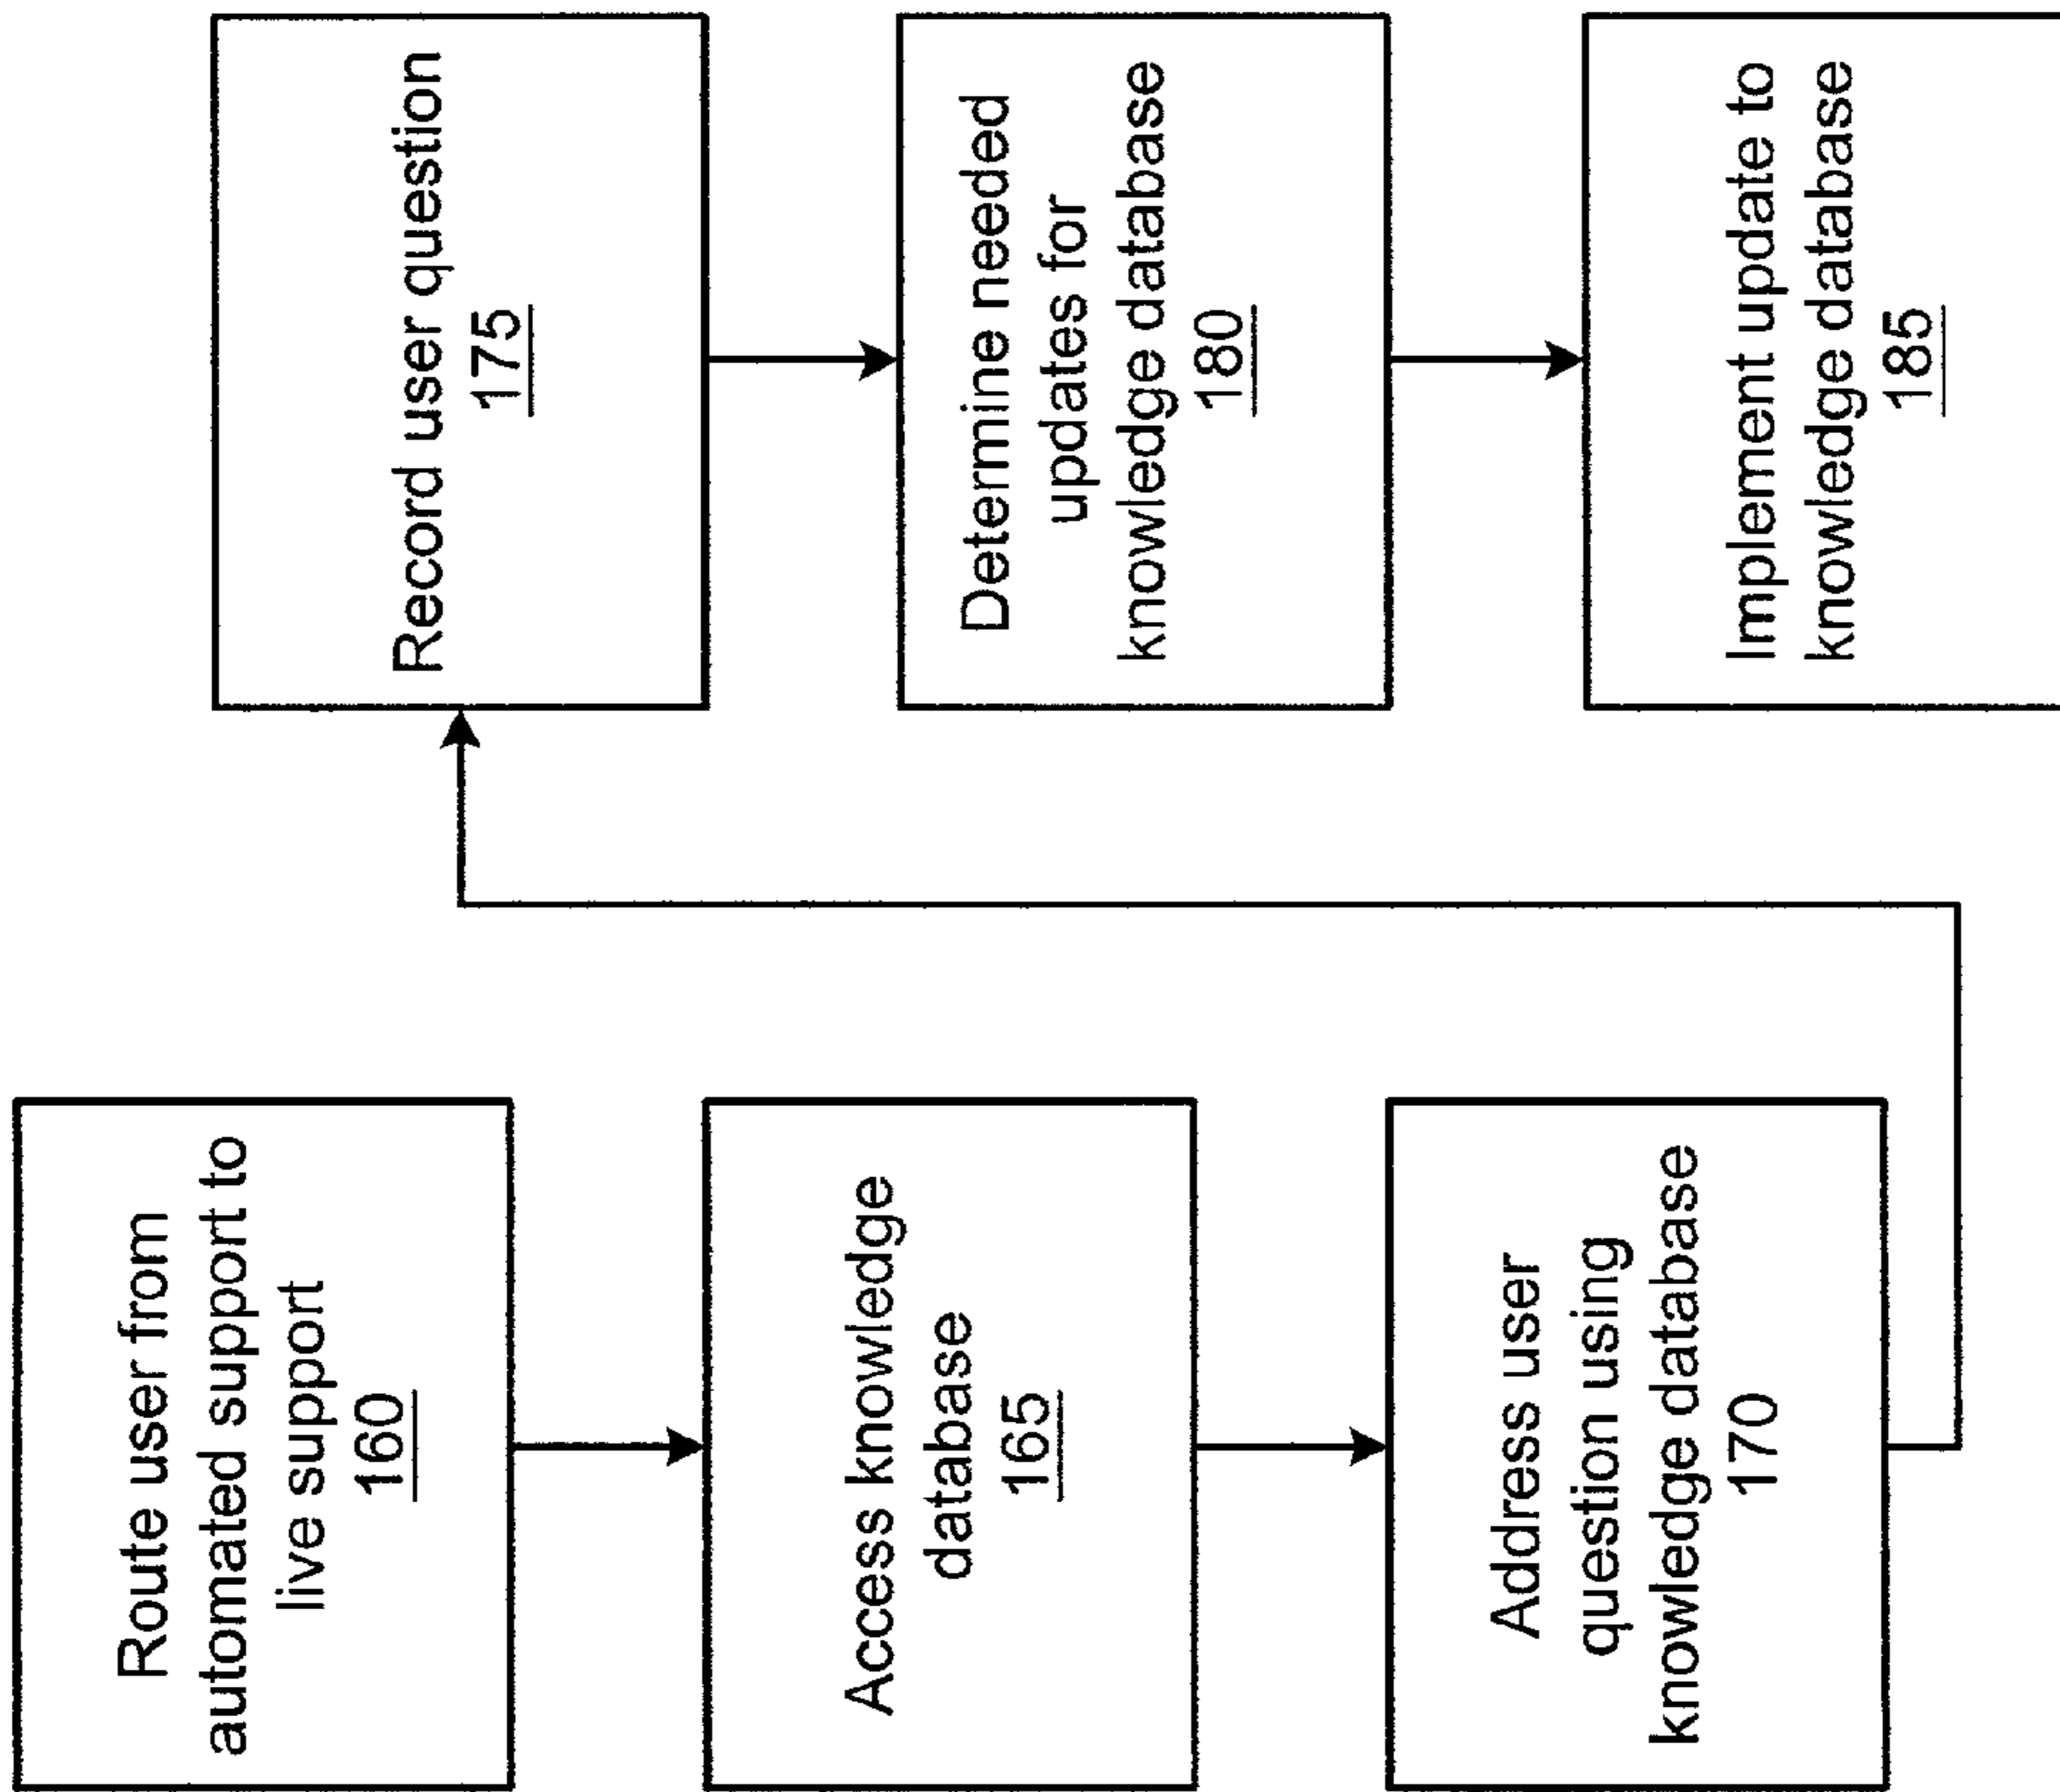 Route user from
automated support to
live support
160
Access knowledge
database
165
Address user
question using
knowledge database
170
Record user question
175
Determine needed
updates for
knowledge database
180
Implement update to
knowledge database
185